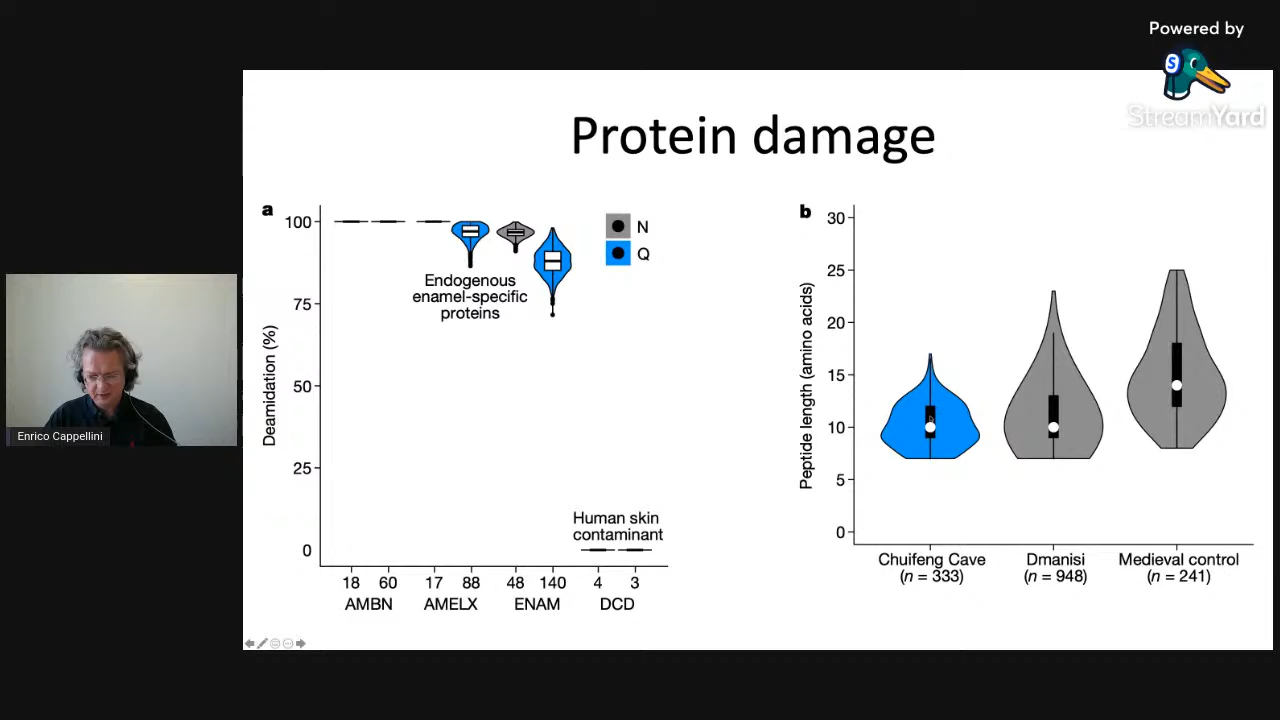 Powered by
S
StreamYard
Protein damage
a
100
75
50
25
0
Deamidation (%)
N
Q
Endogenous
enamel-specific
proteins
Human skin
contaminant
18 60 17 88 48 140 4 3
AMBN AMELX ENAM DCD
b
30
25
20
15
10
5
0
Peptide length (amino acids)
Chuifeng Cave Dmanisi Medieval control
(n = 333) (n = 948) (n = 241)
Enrico Cappellini